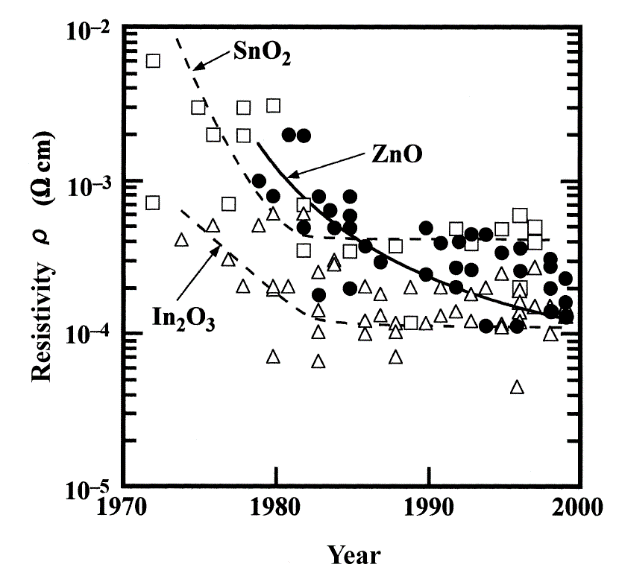 10⁻²
SnO₂
ZnO
10⁻³
Resistivity ρ (Ω cm)
In₂O₃
10⁻⁴
10⁻⁵
1970 1980 1990 2000
Year